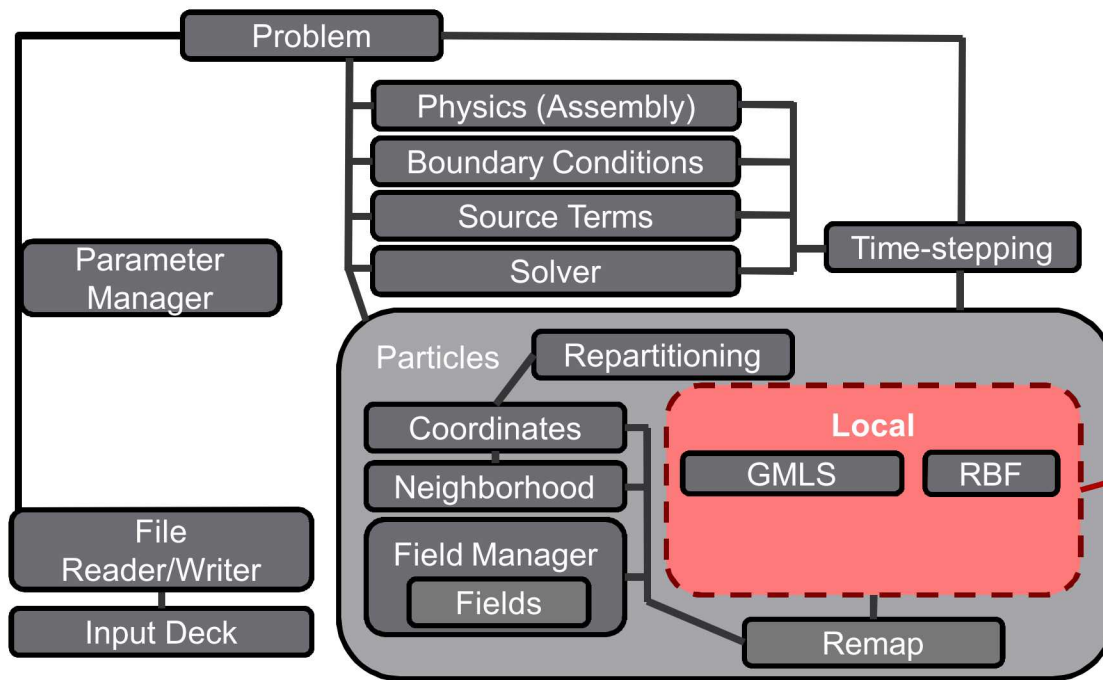 Problem
Physics (Assembly)
Boundary Conditions
Source Terms
Solver
Time-stepping
Parameter
Manager
Particles
Repartitioning
Coordinates
Neighborhood
Field Manager
Fields
Local
GMLS
RBF
Remap
File
Reader/Writer
Input Deck